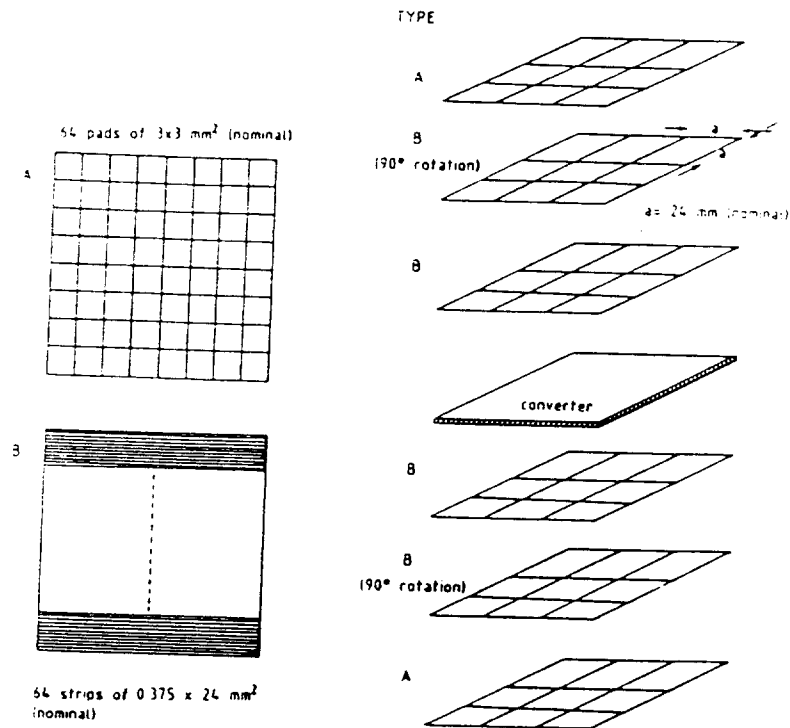 TYPE
A
64 pads of 3x3 mm² (nominal)
A
B
(90° rotation)
a
a
a= 24 mm (nominal)
B
converter
B
B
B
(90° rotation)
A
64 strips of 0.375 x 24 mm²
(nominal)